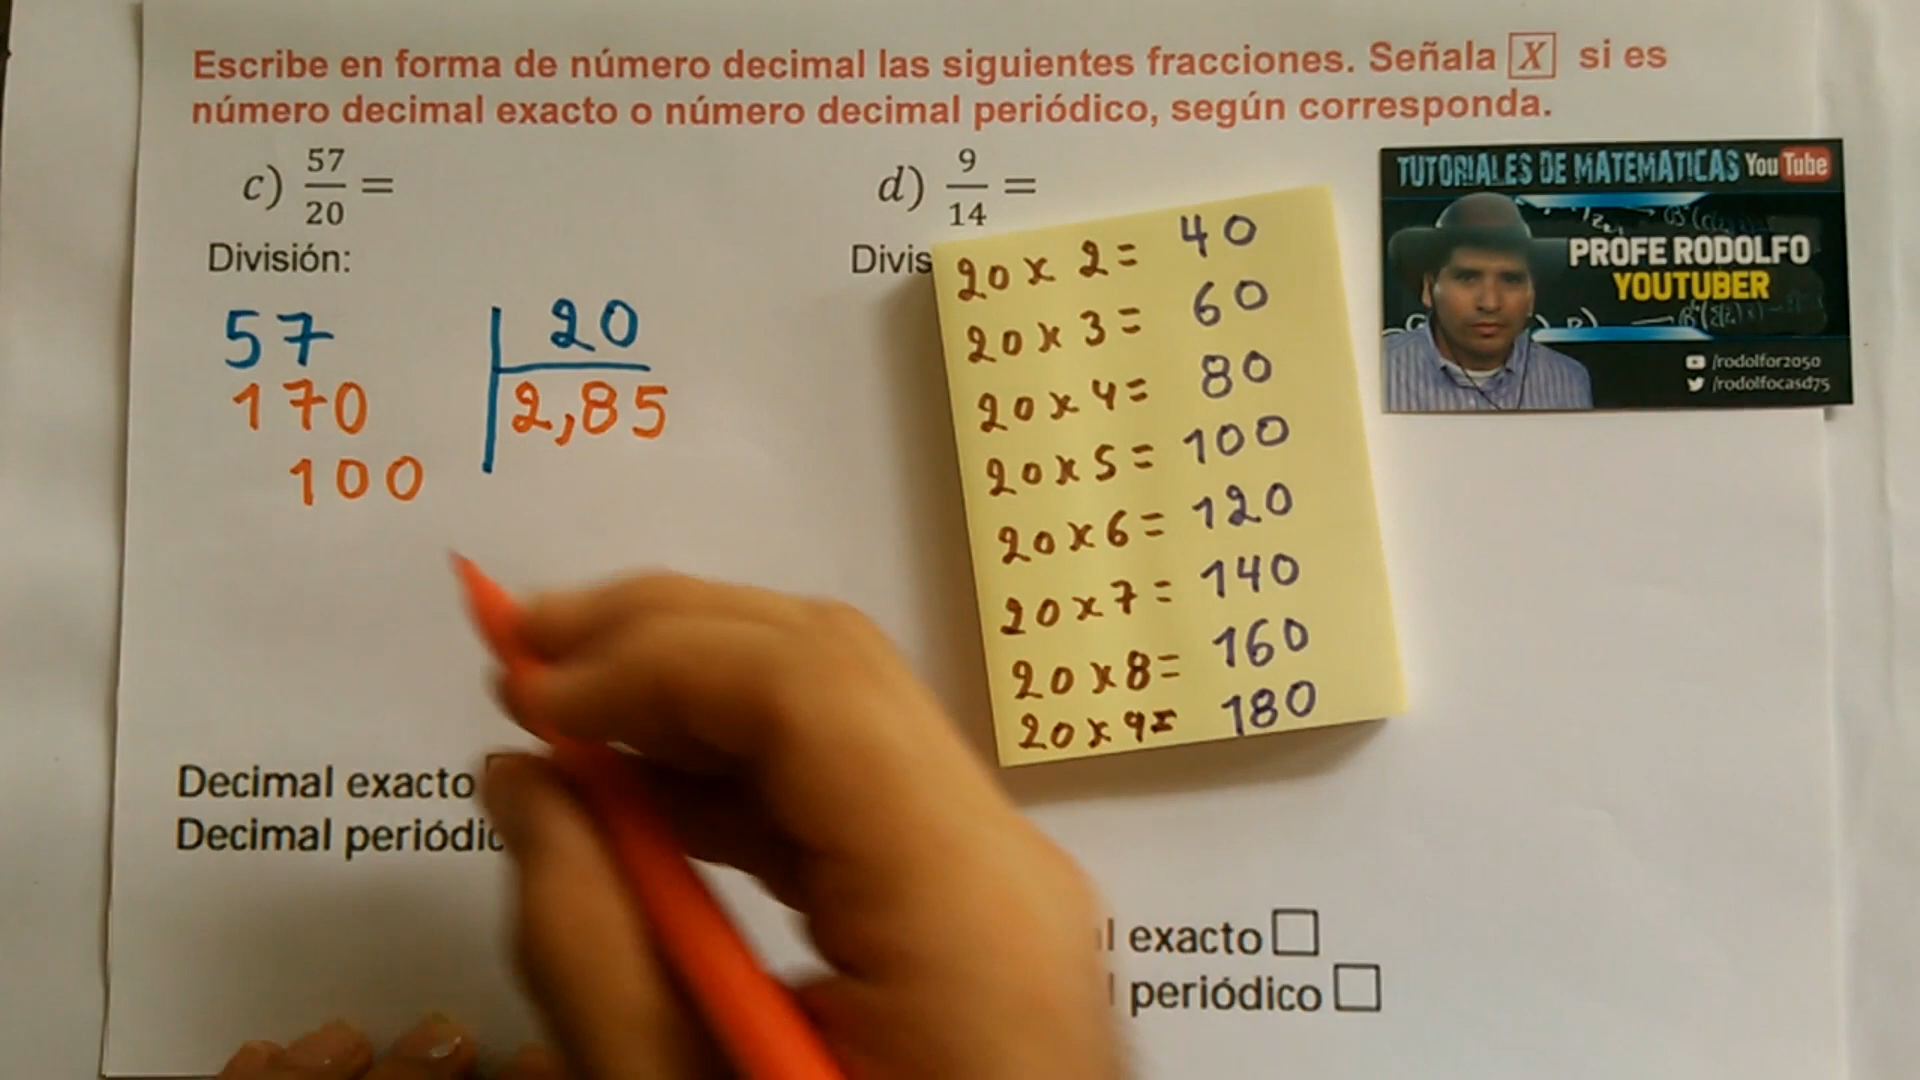 Escribe en forma de número decimal las siguientes fracciones. Señala X si es
número decimal exacto o número decimal periódico, según corresponda.
c) 57/20 =
División:
57 20
170 2,85
100
Decimal exacto
Decimal periódic
d) 9/14 =
Divis
20 x 2 = 40
20 x 3 = 60
20 x 4 = 80
20 x 5 = 100
20 x 6 = 120
20 x 7 = 140
20 x 8 = 160
20 x 9 = 180
l exacto
l periódico
TUTORIALES DE MATEMATICAS YouTube
PROFE RODOLFO
YOUTUBER
/rodolfor2050
/rodolfocasd75